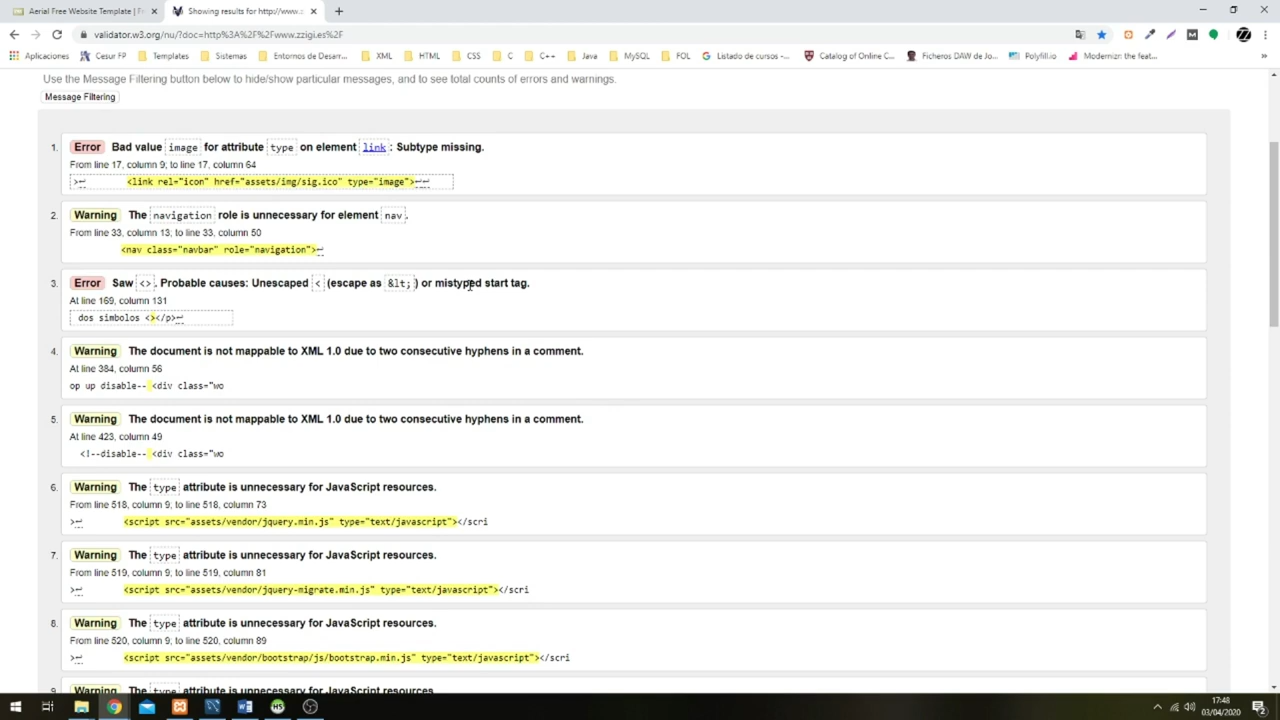 Aerial Free Website Template | Fr
Showing results for http://www.z
validator.w3.org/nu/?doc=http%3A%2F%2Fwww.zzigi.es%2F
Aplicaciones
Cesur FP
Templates
Sistemas
Entornos de Desarr...
XML
HTML
CSS
C
C++
Java
MySQL
FOL
Listado de cursos -...
Catalog of Online C...
Ficheros DAW de Jo...
Polyfill.io
Modernizr: the feat...
»
Use the Message Filtering button below to hide/show particular messages, and to see total counts of errors and warnings.
Message Filtering
1. Error Bad value image for attribute type on element link: Subtype missing.
From line 17, column 9; to line 17, column 64
>↩ <link rel="icon" href="assets/img/sig.ico" type="image">↩↩
2. Warning The navigation role is unnecessary for element nav.
From line 33, column 13; to line 33, column 50
<nav class="navbar" role="navigation">↩
3. Error Saw <>. Probable causes: Unescaped < (escape as &lt;) or mistyped start tag.
At line 169, column 131
dos simbolos <></p>↩
4. Warning The document is not mappable to XML 1.0 due to two consecutive hyphens in a comment.
At line 384, column 56
op up disable-- <div class="wo
5. Warning The document is not mappable to XML 1.0 due to two consecutive hyphens in a comment.
At line 423, column 49
<!--disable-- <div class="wo
6. Warning The type attribute is unnecessary for JavaScript resources.
From line 518, column 9; to line 518, column 73
>↩ <script src="assets/vendor/jquery.min.js" type="text/javascript"></scri
7. Warning The type attribute is unnecessary for JavaScript resources.
From line 519, column 9; to line 519, column 81
>↩ <script src="assets/vendor/jquery-migrate.min.js" type="text/javascript"></scri
8. Warning The type attribute is unnecessary for JavaScript resources.
From line 520, column 9; to line 520, column 89
>↩ <script src="assets/vendor/bootstrap/js/bootstrap.min.js" type="text/javascript"></scri
9. Warning The type attribute is unnecessary for JavaScript resources.
17:48
03/04/2020